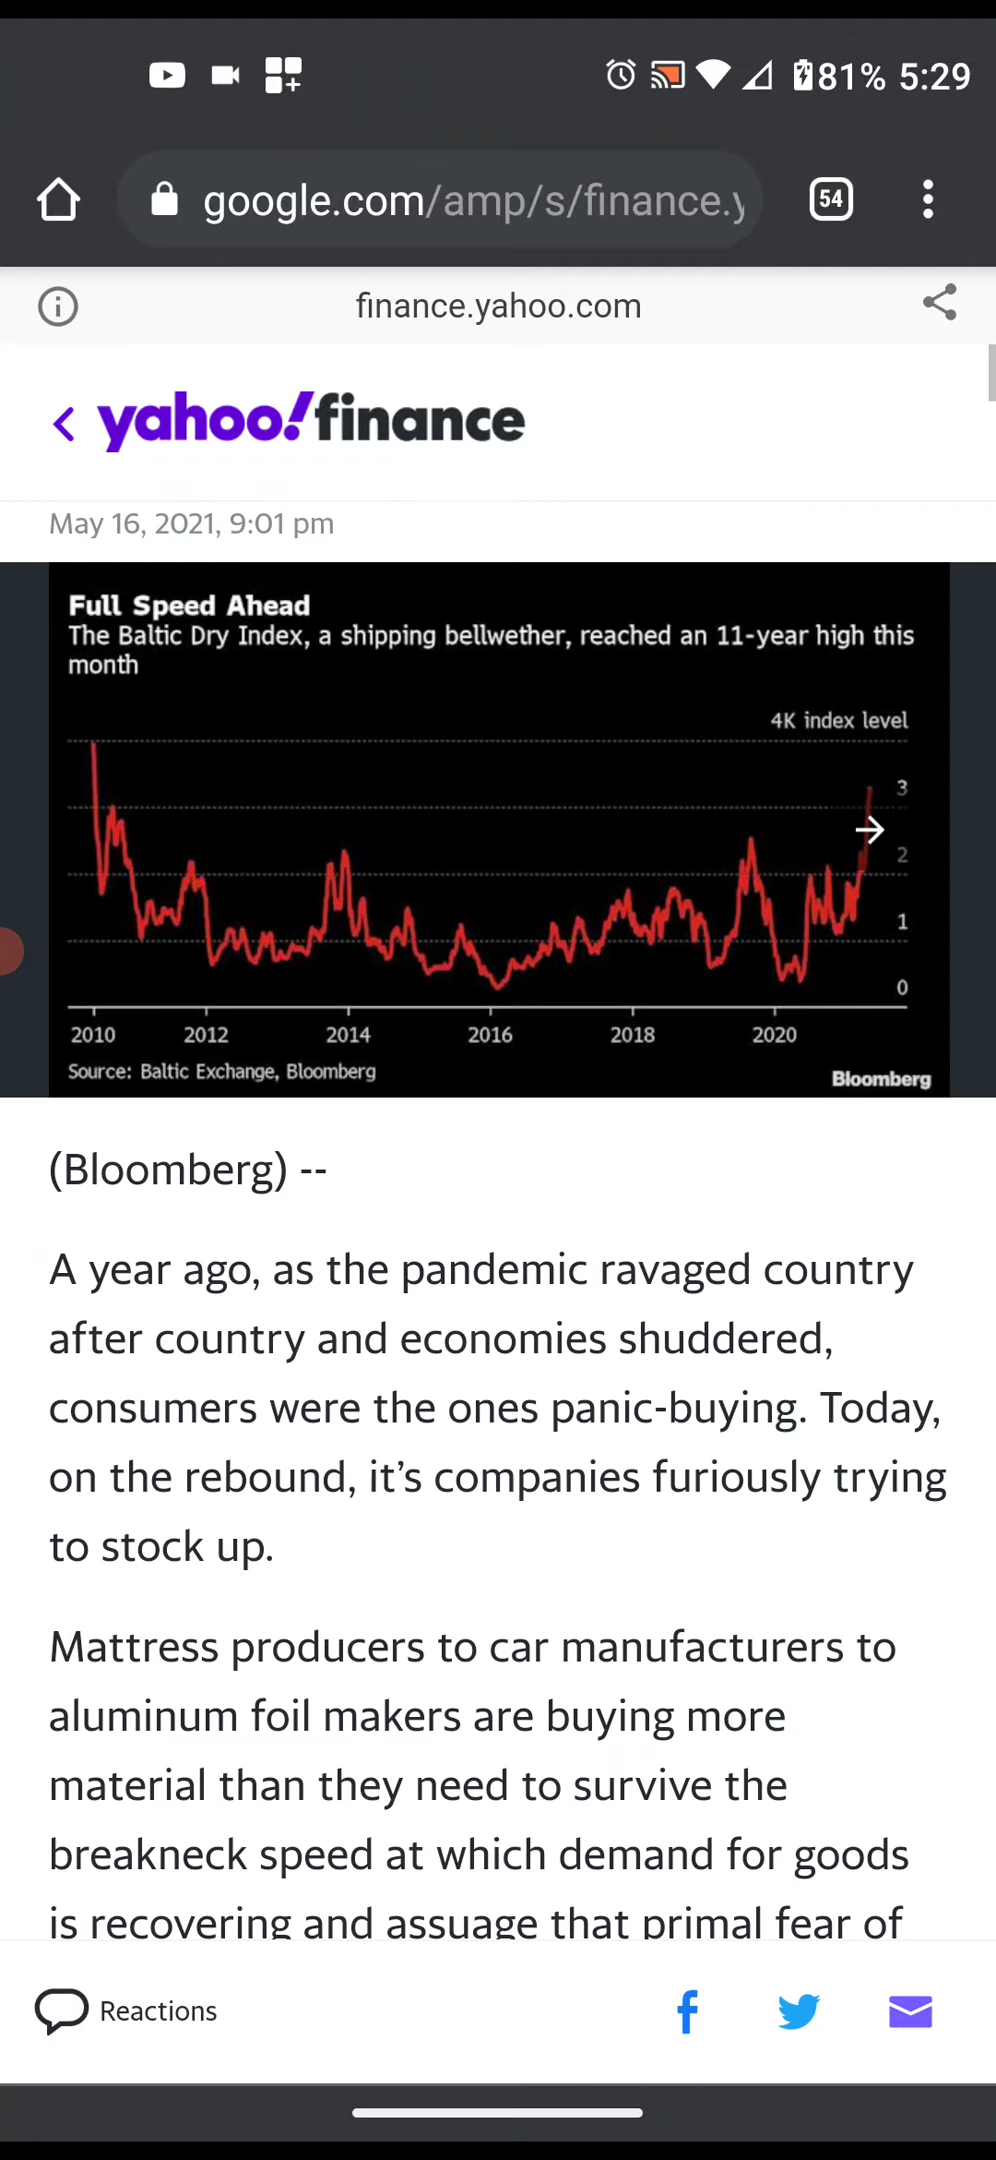 81% 5:29
google.com/amp/s/finance.y
54
finance.yahoo.com
yahoo!finance
May 16, 2021, 9:01 pm
Full Speed Ahead
The Baltic Dry Index, a shipping bellwether, reached an 11-year high this
month
4K index level
3
2
1
0
2010 2012 2014 2016 2018 2020
Source: Baltic Exchange, Bloomberg
Bloomberg
(Bloomberg) --
A year ago, as the pandemic ravaged country
after country and economies shuddered,
consumers were the ones panic-buying. Today,
on the rebound, it’s companies furiously trying
to stock up.
Mattress producers to car manufacturers to
aluminum foil makers are buying more
material than they need to survive the
breakneck speed at which demand for goods
is recovering and assuage that primal fear of
Reactions